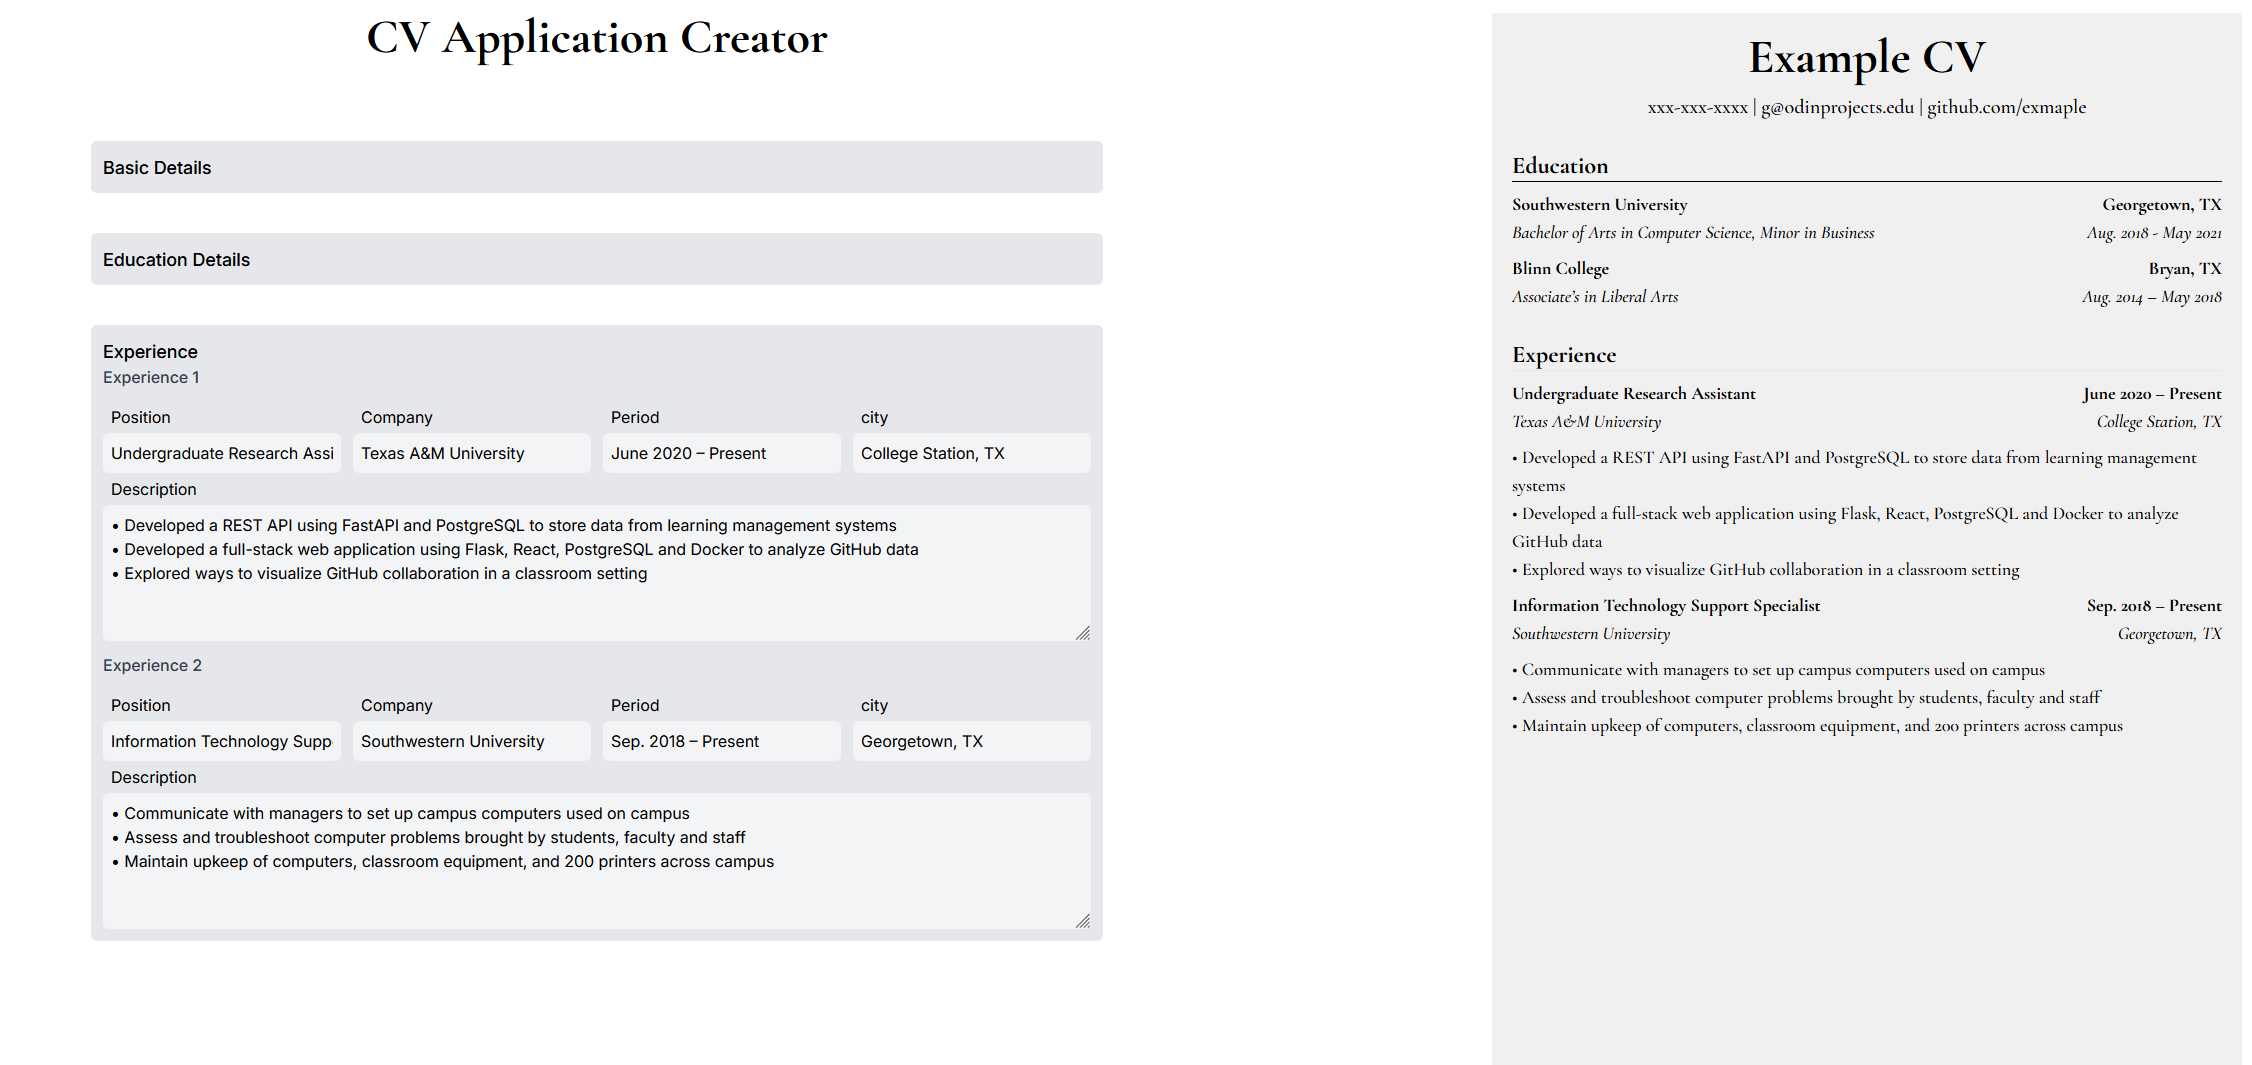 CV Application Creator
Basic Details
Education Details
Experience
Experience 1
Position Company Period city
Undergraduate Research Assi Texas A&M University June 2020 – Present College Station, TX
Description
• Developed a REST API using FastAPI and PostgreSQL to store data from learning management systems
• Developed a full-stack web application using Flask, React, PostgreSQL and Docker to analyze GitHub data
• Explored ways to visualize GitHub collaboration in a classroom setting
Experience 2
Position Company Period city
Information Technology Supp Southwestern University Sep. 2018 – Present Georgetown, TX
Description
• Communicate with managers to set up campus computers used on campus
• Assess and troubleshoot computer problems brought by students, faculty and staff
• Maintain upkeep of computers, classroom equipment, and 200 printers across campus
Example CV
xxx-xxx-xxxx | g@odinprojects.edu | github.com/exmaple
Education
Southwestern University Georgetown, TX
Bachelor of Arts in Computer Science, Minor in Business Aug. 2018 - May 2021
Blinn College Bryan, TX
Associate's in Liberal Arts Aug. 2014 – May 2018
Experience
Undergraduate Research Assistant June 2020 – Present
Texas A&M University College Station, TX
• Developed a REST API using FastAPI and PostgreSQL to store data from learning management
systems
• Developed a full-stack web application using Flask, React, PostgreSQL and Docker to analyze
GitHub data
• Explored ways to visualize GitHub collaboration in a classroom setting
Information Technology Support Specialist Sep. 2018 – Present
Southwestern University Georgetown, TX
• Communicate with managers to set up campus computers used on campus
• Assess and troubleshoot computer problems brought by students, faculty and staff
• Maintain upkeep of computers, classroom equipment, and 200 printers across campus